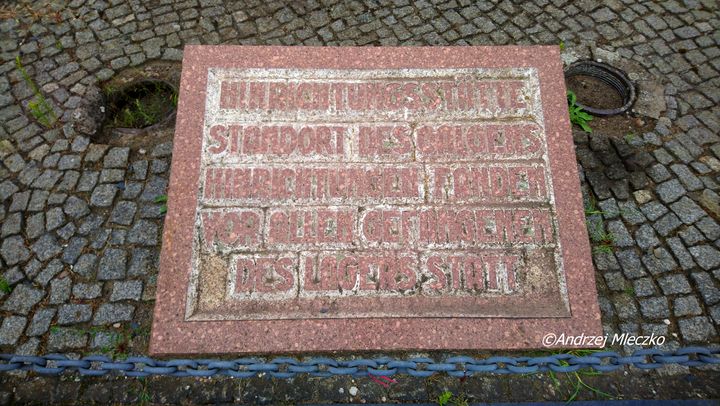 HINRICHTUNGSSTÄTTE
STANDORT DES GALGENS
HINRICHTUNGEN FANDEN
VOR ALLEN GEFANGENEN
DES LAGERS STATT
©Andrzej Mleczko